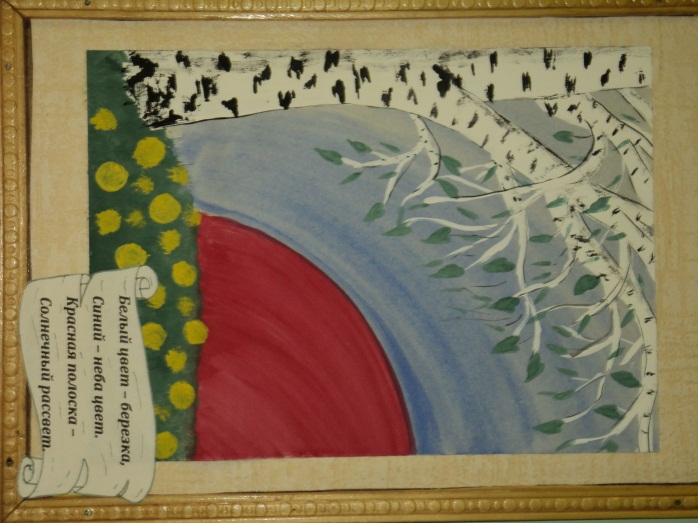 Белый цвет – березка,
Синий – неба цвет.
Красная полоска –
Солнечный рассвет.